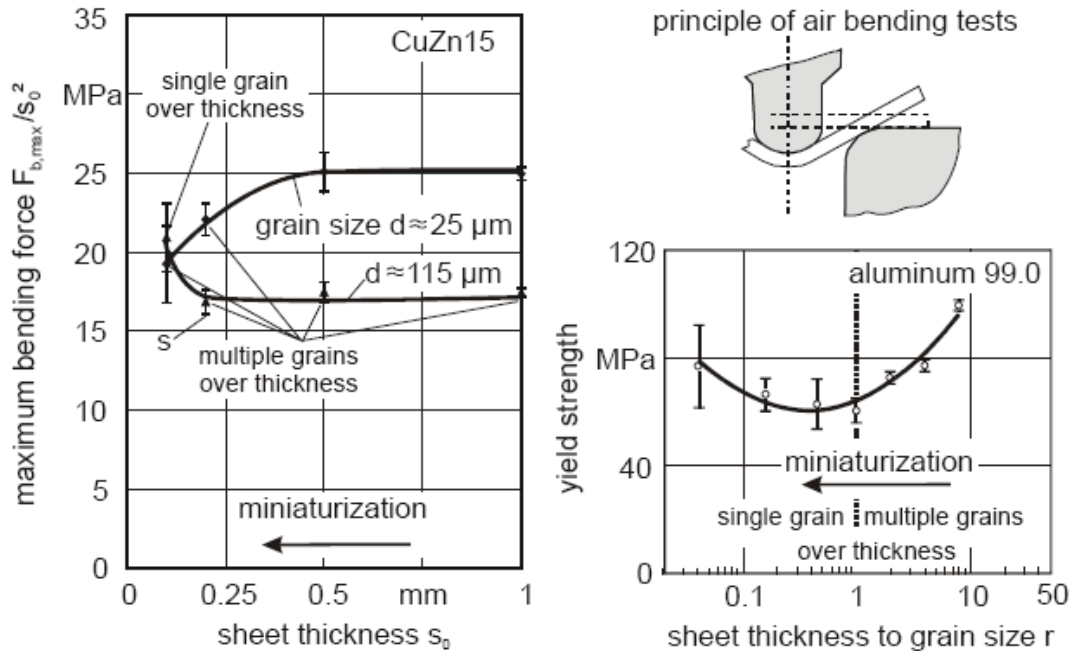 35
30
MPa
25
20
15
10
5
0
maximum bending force F_b,max/s₀²
CuZn15
single grain
over thickness
grain size d≈25 µm
d≈115 µm
s
multiple grains
over thickness
miniaturization
0 0.25 0.5 mm 1
sheet thickness s₀
principle of air bending tests
120
MPa
40
0
yield strength
aluminum 99.0
miniaturization
single grain multiple grains
over thickness
0.1 1 10 50
sheet thickness to grain size r